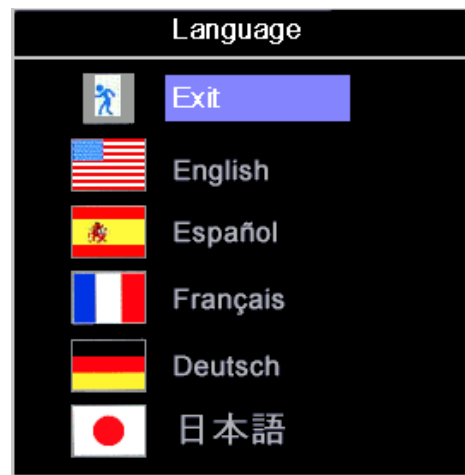 Language
Exit
English
Español
Français
Deutsch
日本語